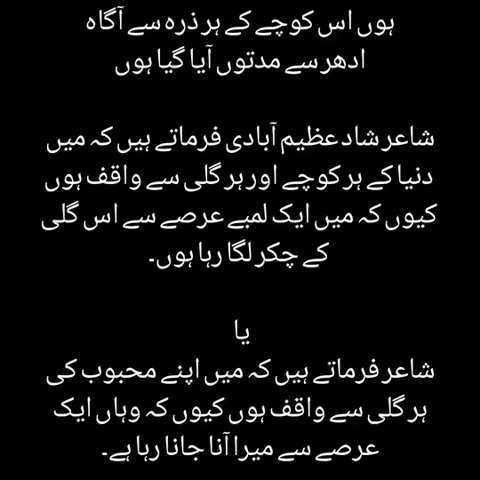 ہوں اس کوچے کے ہر ذرہ سے آگاہ
ادھر سے مدتوں آیا گیا ہوں
شاعر شاد عظیم آبادی فرماتے ہیں کہ میں
دنیا کے ہر کوچے اور ہر گلی سے واقف ہوں
کیوں کہ میں ایک لمبے عرصے سے اس گلی
کے چکر لگا رہا ہوں۔
یا
شاعر فرماتے ہیں کہ میں اپنے محبوب کی
ہر گلی سے واقف ہوں کیوں کہ وہاں ایک
عرصے سے میرا آنا جانا رہا ہے۔